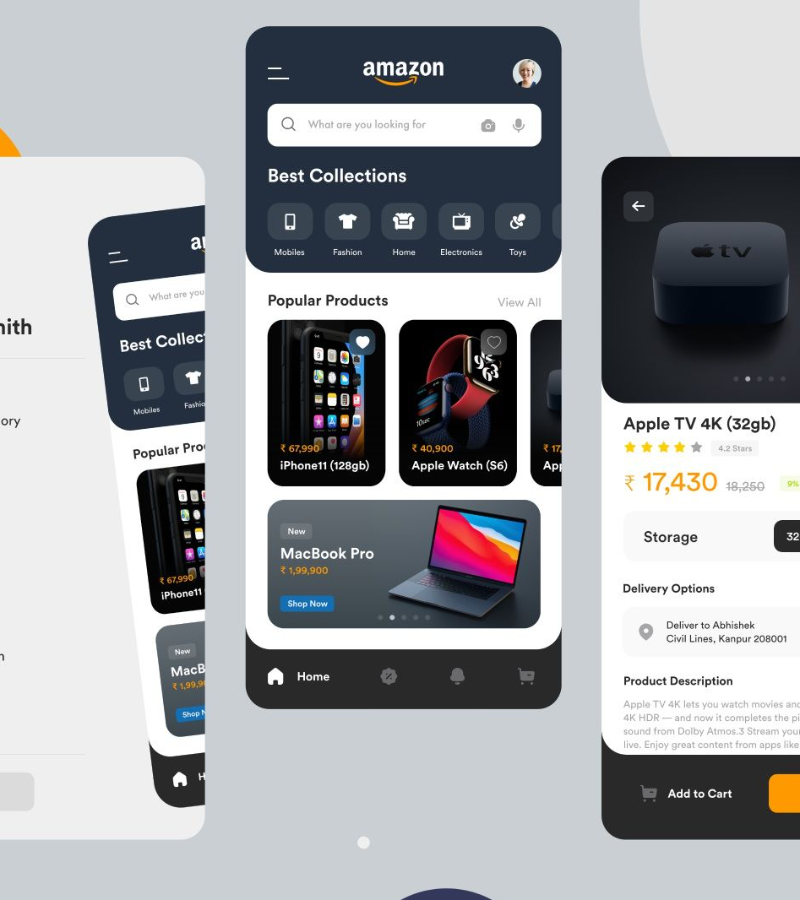 nith
ory
n
amazon
What are you looking for
Best Collections
Mobiles
Fashion
Home
Electronics
Toys
Popular Products
View All
₹ 67,990
iPhone11 (128gb)
₹ 40,900
Apple Watch (S6)
₹ 17,
App
New
MacBook Pro
₹ 1,99,900
Shop Now
Home
What are you
Best Collec
Mobiles
Fashio
Popular Pro
₹ 67,990
iPhone11
New
MacB
₹ 1,99,9
Shop N
H
tv
Apple TV 4K (32gb)
4.2 Stars
₹ 17,430
18,250
9%
Storage
32
Delivery Options
Deliver to Abhishek
Civil Lines, Kanpur 208001
Product Description
Apple TV 4K lets you watch movies and
4K HDR — and now it completes the pi
sound from Dolby Atmos.3 Stream your
live. Enjoy great content from apps like
Add to Cart